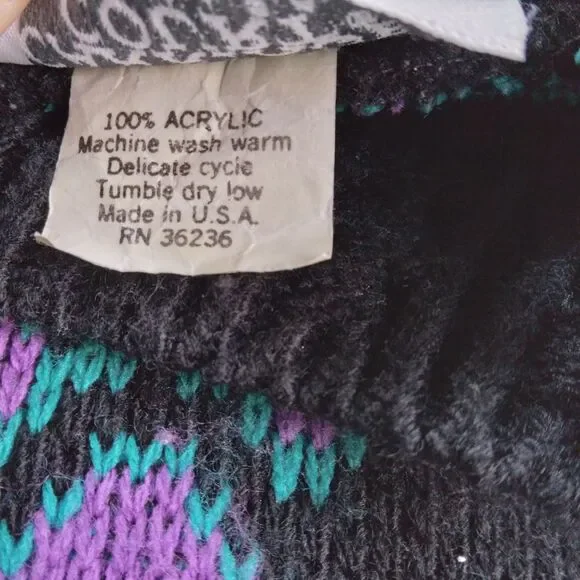 100% ACRYLIC
Machine wash warm
Delicate cycle
Tumble dry low
Made in U.S.A.
RN 36236